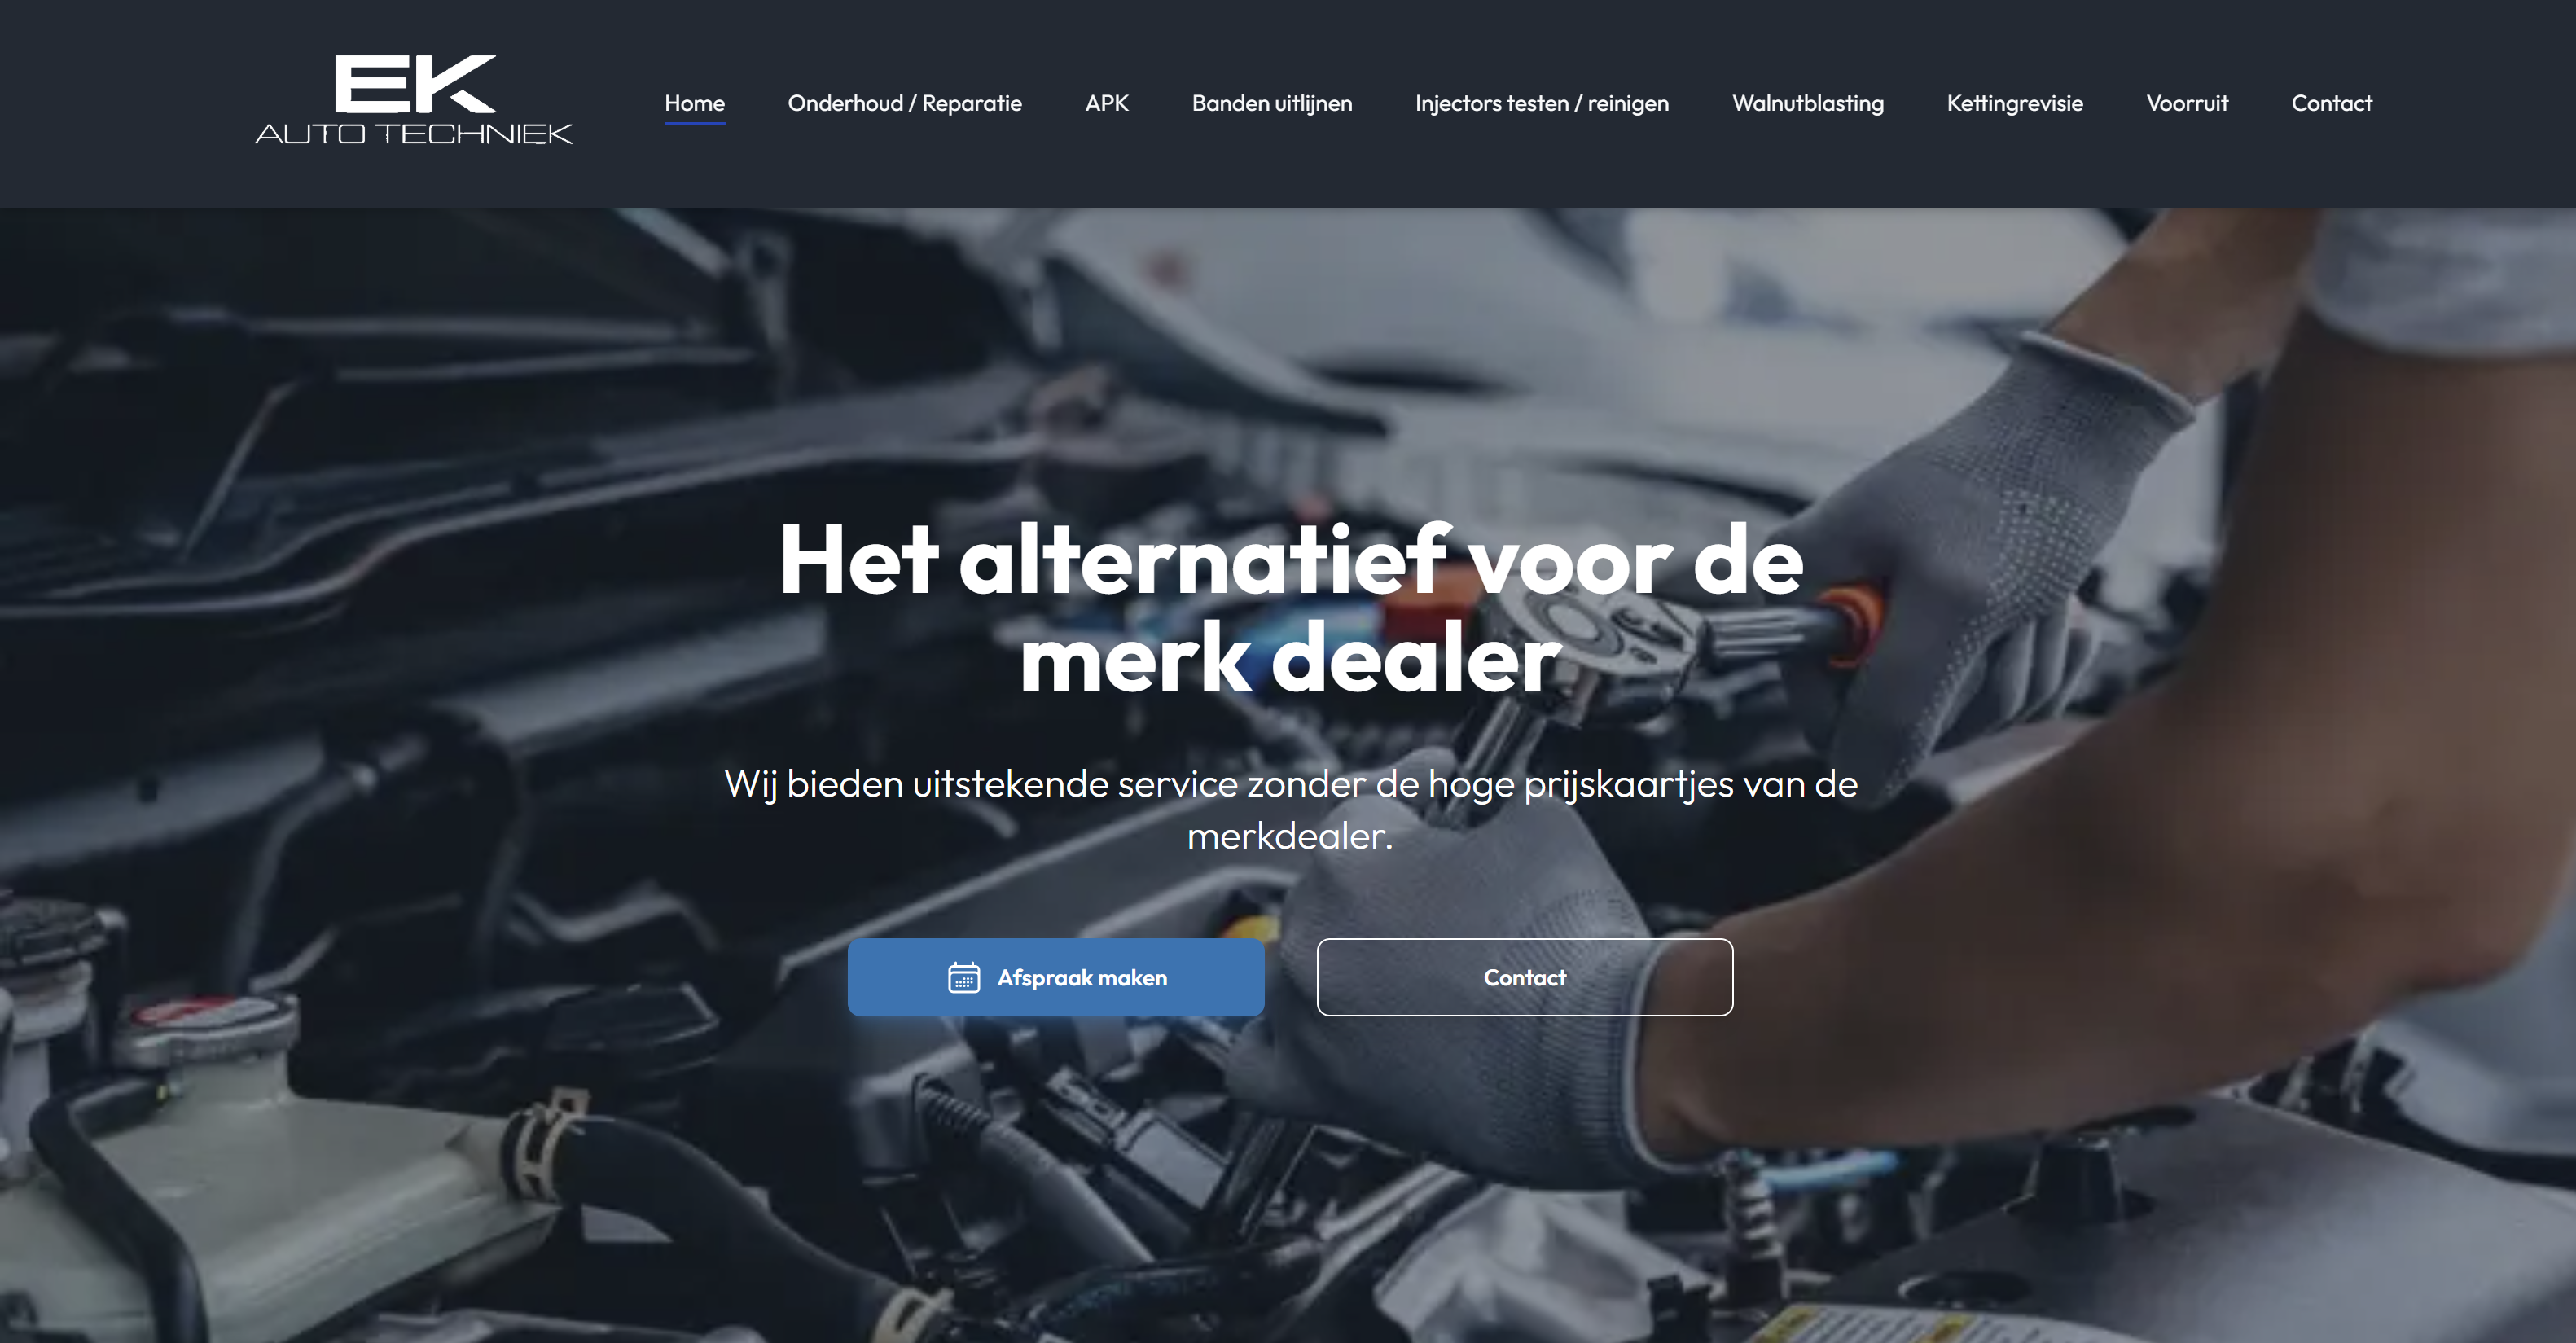 EK
AUTO TECHNIEK
Home
Onderhoud / Reparatie
APK
Banden uitlijnen
Injectors testen / reinigen
Walnutblasting
Kettingrevisie
Voorruit
Contact
Het alternatief voor de
merk dealer
Wij bieden uitstekende service zonder de hoge prijskaartjes van de
merkdealer.
Afspraak maken
Contact